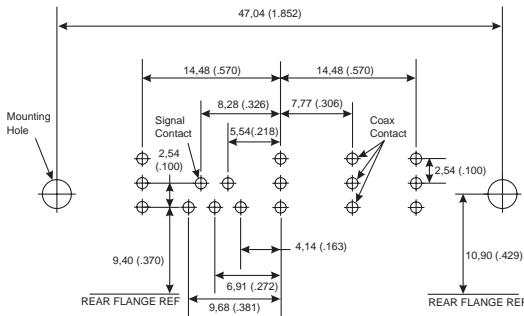 47,04 (1.852)
14,48 (.570)
14,48 (.570)
8,28 (.326)
7,77 (.306)
Mounting
Hole
Signal
Contact
Coax
Contact
5,54(.218)
2,54
(.100)
2,54 (.100)
4,14 (.163)
9,40 (.370)
10,90 (.429)
6,91 (.272)
REAR FLANGE REF
REAR FLANGE REF
9,68 (.381)